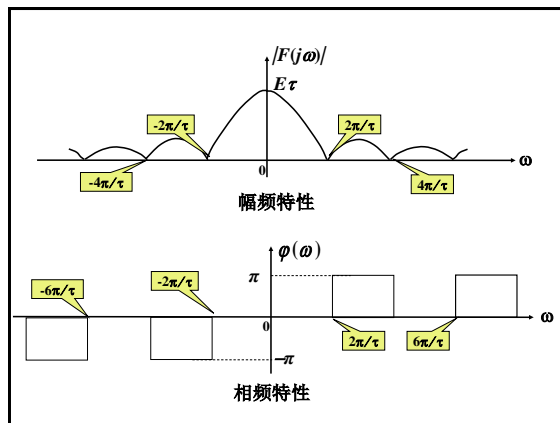 |F(jω)|
Eτ
-2π/τ
2π/τ
0
ω
-4π/τ
4π/τ
幅频特性
φ(ω)
π
-6π/τ
-2π/τ
0
ω
2π/τ
6π/τ
-π
相频特性